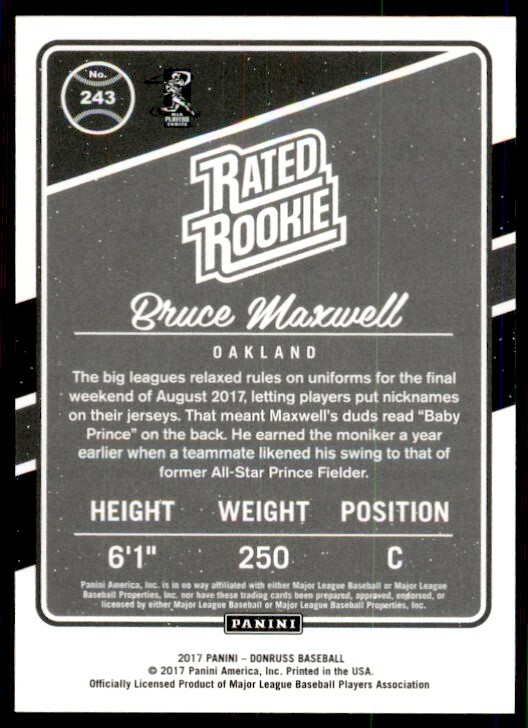 No.
243
MLB
PLAYERS
CHOICE
RATED
ROOKIE
Bruce Maxwell
OAKLAND
The big leagues relaxed rules on uniforms for the final
weekend of August 2017, letting players put nicknames
on their jerseys. That meant Maxwell's duds read "Baby
Prince" on the back. He earned the moniker a year
earlier when a teammate likened his swing to that of
former All-Star Prince Fielder.
HEIGHT WEIGHT POSITION
6'1" 250 C
Panini America, Inc. is in no way affiliated with either Major League Baseball or Major League
Baseball Properties, Inc. nor have these trading cards been prepared, approved, endorsed, or
licensed by either Major League Baseball or Major League Baseball Properties, Inc.
PANINI
2017 PANINI – DONRUSS BASEBALL
© 2017 Panini America, Inc. Printed in the USA.
Officially Licensed Product of Major League Baseball Players Association